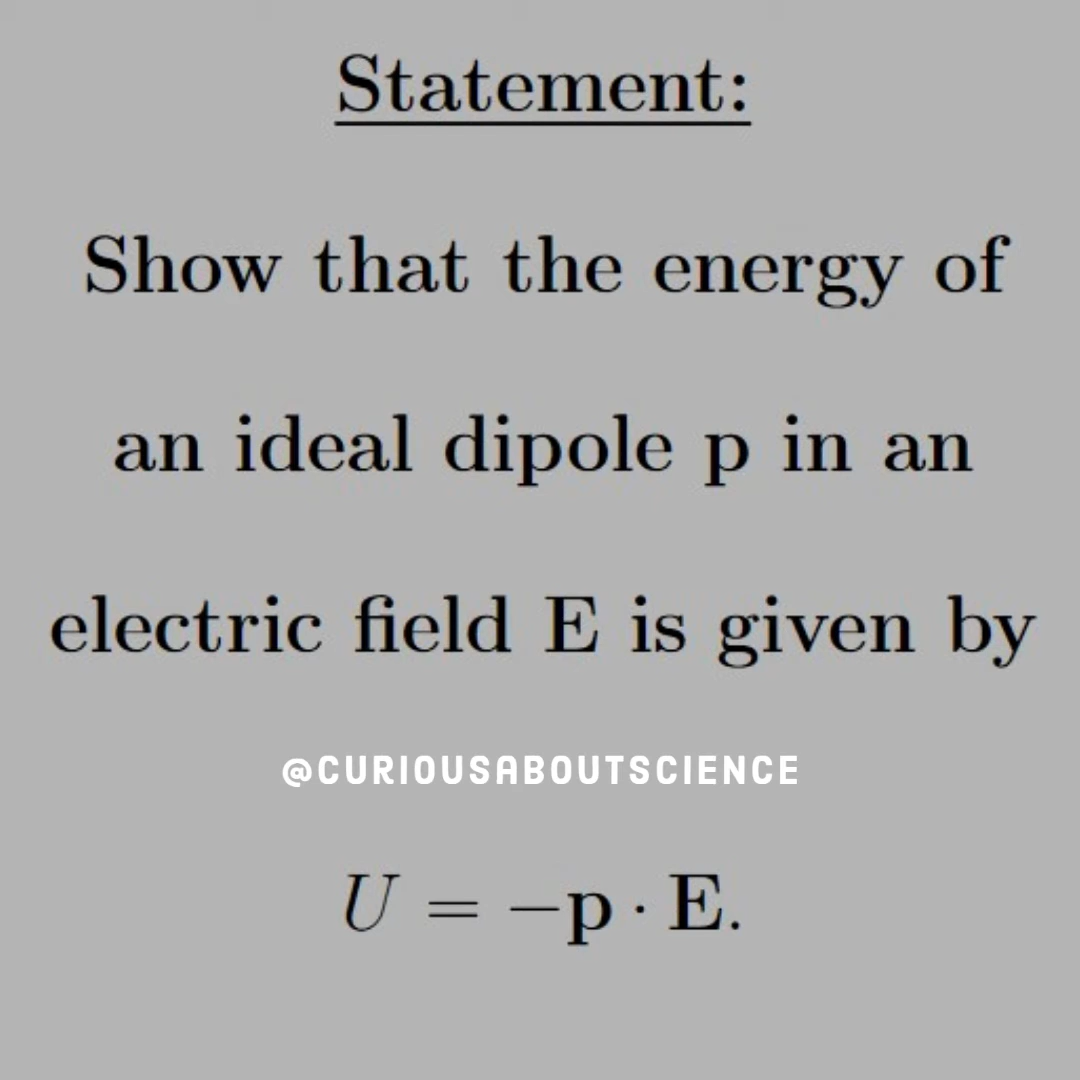 Statement:
Show that the energy of
an ideal dipole p in an
electric field E is given by
@CURIOUSABOUTSCIENCE
U = −p · E.